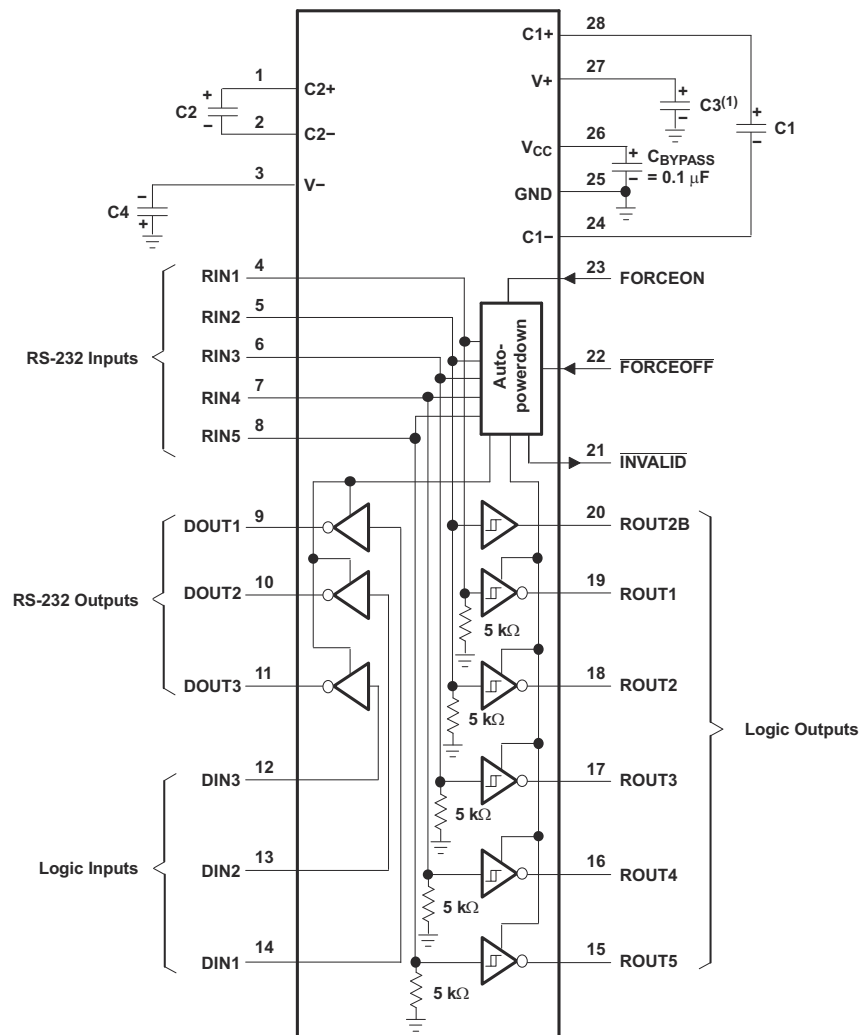 28
C1+
1
C2+
V+
27
+
C2
−
2
C2−
+
−
C3(1)
+
−
C1
26
VCC
+
−
CBYPASS
= 0.1 μF
3
V−
25
GND
−
C4
+
24
C1−
RS-232 Inputs
RIN1
4
RIN2
5
RIN3
6
RIN4
7
RIN5
8
23
FORCEON
Auto-
powerdown
22
FORCEOFF
21
INVALID
RS-232 Outputs
DOUT1
9
DOUT2
10
DOUT3
11
20
ROUT2B
19
ROUT1
5 kΩ
18
ROUT2
5 kΩ
Logic Outputs
17
ROUT3
5 kΩ
16
ROUT4
5 kΩ
15
ROUT5
5 kΩ
Logic Inputs
DIN3
12
DIN2
13
DIN1
14